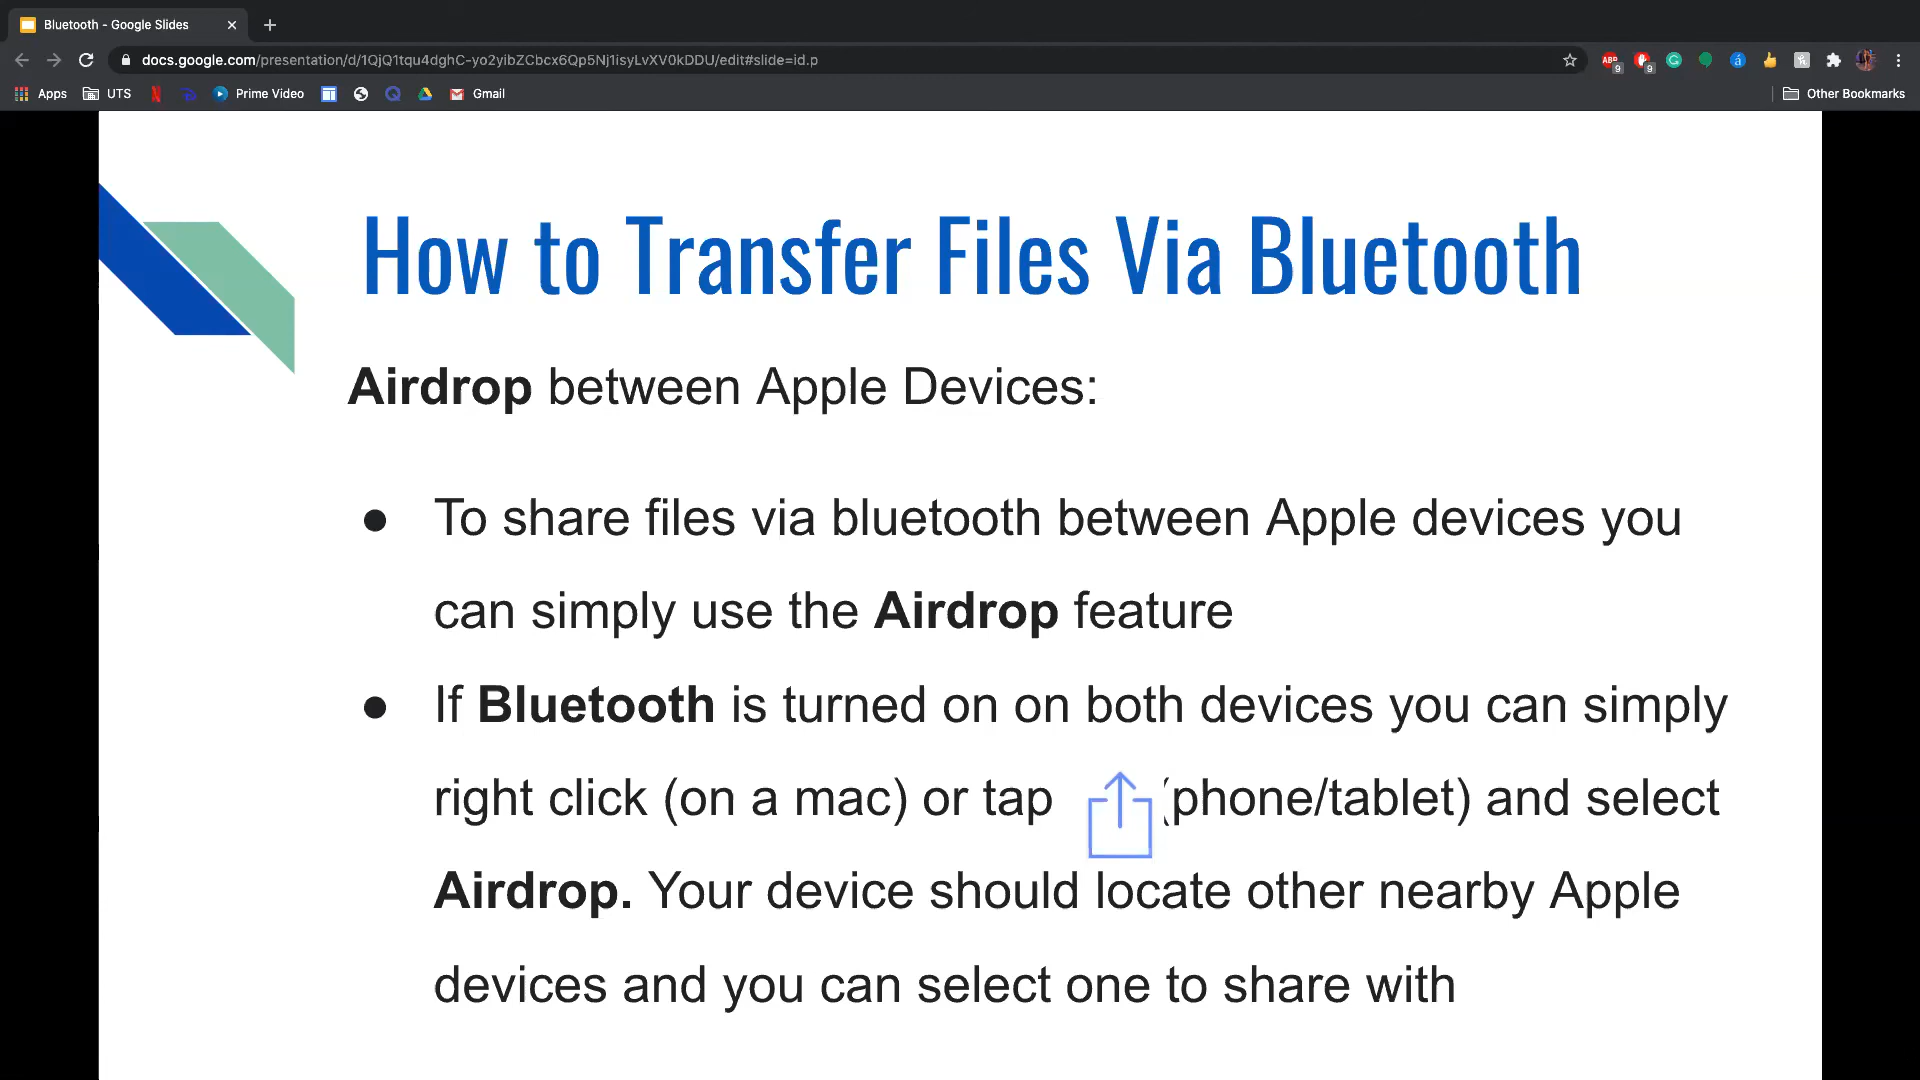 Bluetooth - Google Slides
docs.google.com/presentation/d/1QjQ1tqu4dghC-yo2yibZCbcx6Qp5Nj1isyLvXV0kDDU/edit#slide=id.p
ABP 9 9
Apps UTS Prime Video Gmail Other Bookmarks
How to Transfer Files Via Bluetooth
Airdrop between Apple Devices:
● To share files via bluetooth between Apple devices you
can simply use the Airdrop feature
● If Bluetooth is turned on on both devices you can simply
right click (on a mac) or tap (phone/tablet) and select
Airdrop. Your device should locate other nearby Apple
devices and you can select one to share with